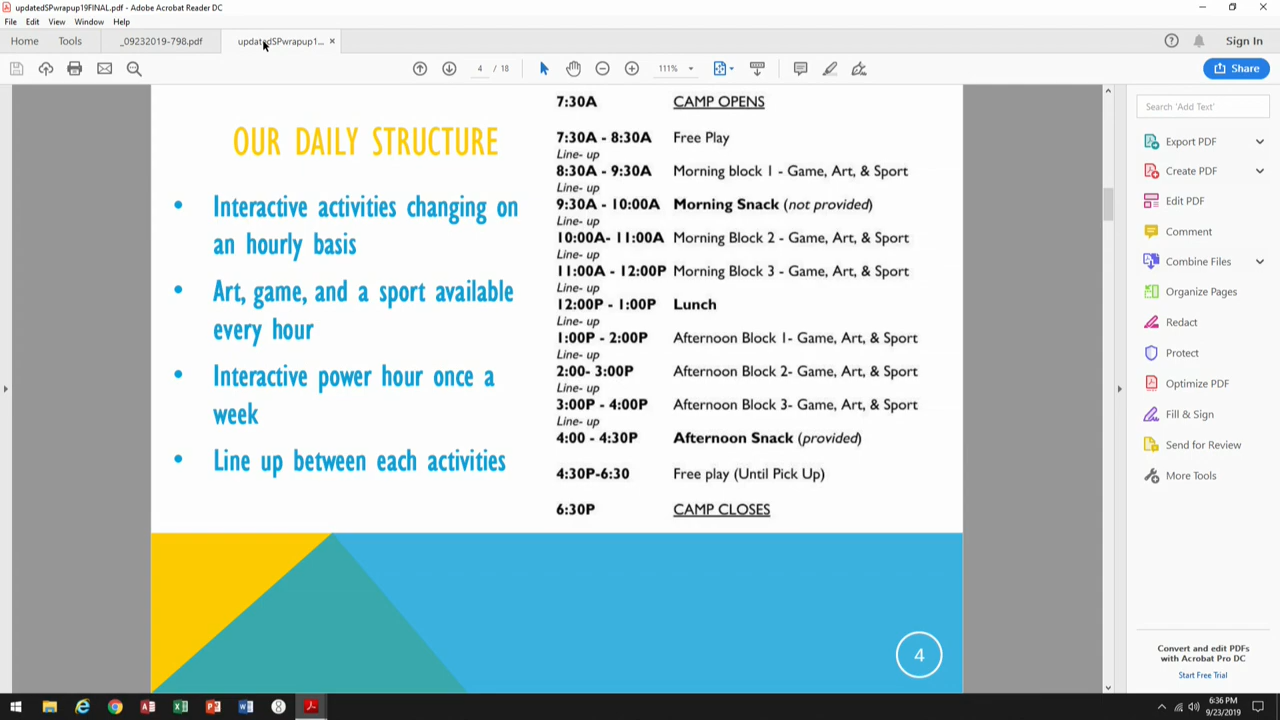 updatedSPwrapup19FINAL.pdf - Adobe Acrobat Reader DC
File Edit View Window Help
Home Tools _09232019-798.pdf updatedSPwrapup1... × Sign In
4 / 18 111% Share
OUR DAILY STRUCTURE
• Interactive activities changing on
an hourly basis
• Art, game, and a sport available
every hour
• Interactive power hour once a
week
• Line up between each activities
7:30A CAMP OPENS
7:30A - 8:30A Free Play
Line- up
8:30A - 9:30A Morning block 1 - Game, Art, & Sport
Line- up
9:30A - 10:00A Morning Snack (not provided)
Line- up
10:00A- 11:00A Morning Block 2 - Game, Art, & Sport
Line- up
11:00A - 12:00P Morning Block 3 - Game, Art, & Sport
Line- up
12:00P - 1:00P Lunch
Line- up
1:00P - 2:00P Afternoon Block 1- Game, Art, & Sport
Line- up
2:00- 3:00P Afternoon Block 2- Game, Art, & Sport
Line- up
3:00P - 4:00P Afternoon Block 3- Game, Art, & Sport
Line- up
4:00 - 4:30P Afternoon Snack (provided)
4:30P-6:30 Free play (Until Pick Up)
6:30P CAMP CLOSES
4
Search 'Add Text'
Export PDF
Create PDF
Edit PDF
Comment
Combine Files
Organize Pages
Redact
Protect
Optimize PDF
Fill & Sign
Send for Review
More Tools
Convert and edit PDFs
with Acrobat Pro DC
Start Free Trial
6:36 PM
9/23/2019